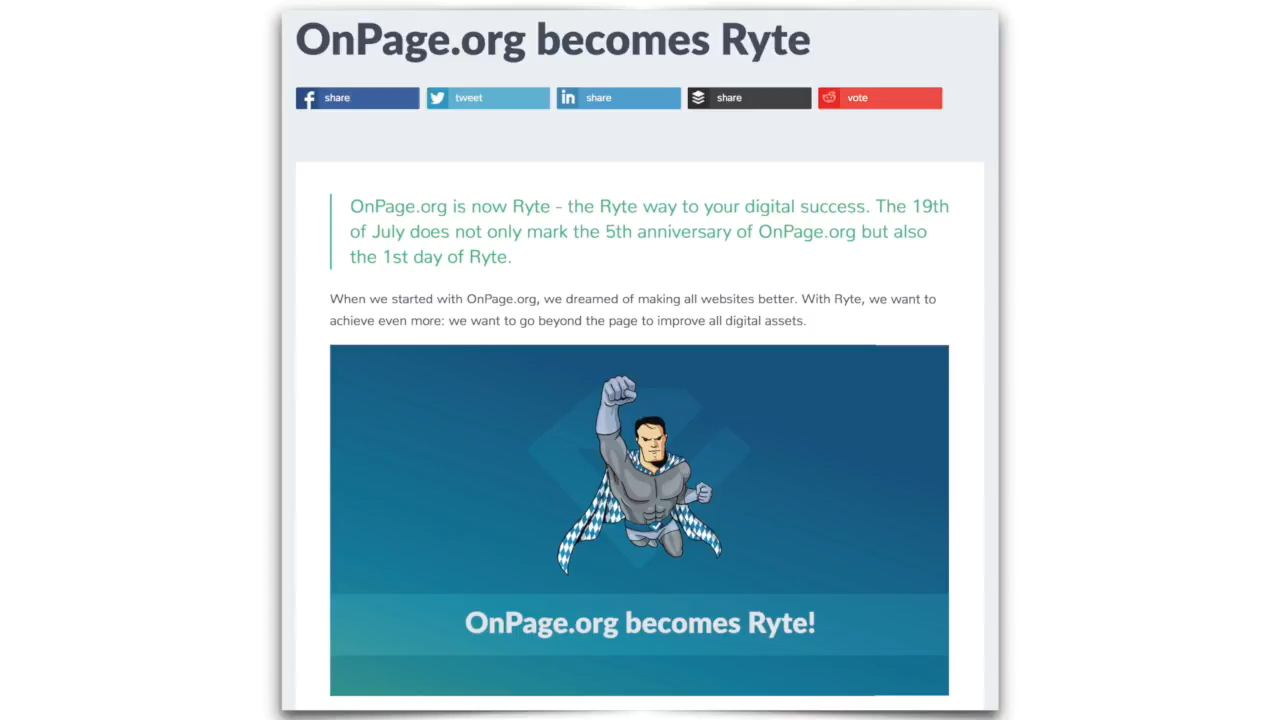 OnPage.org becomes Ryte
share
tweet
share
share
vote
OnPage.org is now Ryte - the Ryte way to your digital success. The 19th
of July does not only mark the 5th anniversary of OnPage.org but also
the 1st day of Ryte.
When we started with OnPage.org, we dreamed of making all websites better. With Ryte, we want to
achieve even more: we want to go beyond the page to improve all digital assets.
OnPage.org becomes Ryte!